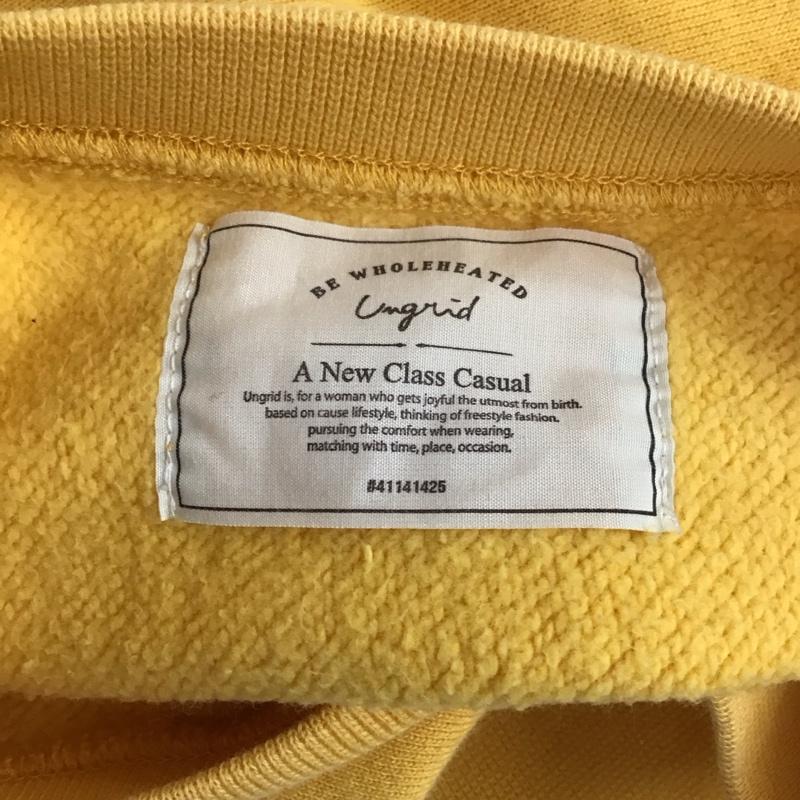 BE WHOLEHEATED
Ungrid
A New Class Casual
Ungrid is, for a woman who gets joyful the utmost from birth.
based on cause lifestyle, thinking of freestyle fashion.
pursuing the comfort when wearing,
matching with time, place, occasion.
#41141425